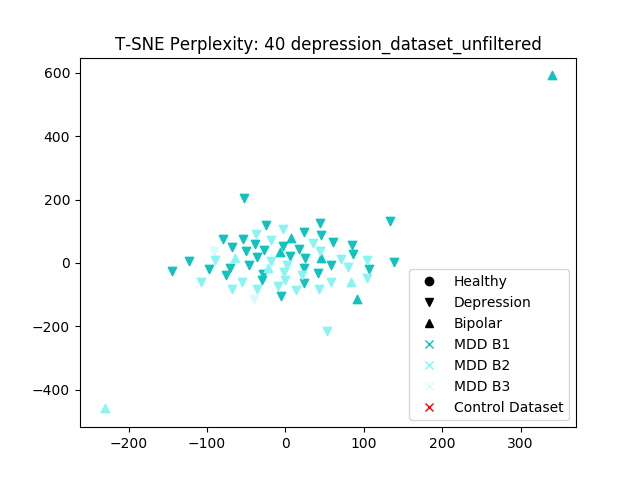 T-SNE Perplexity: 40 depression_dataset_unfiltered
600
400
200
0
−200
−400
Healthy
Depression
Bipolar
MDD B1
MDD B2
MDD B3
Control Dataset
−200
−100
0
100
200
300